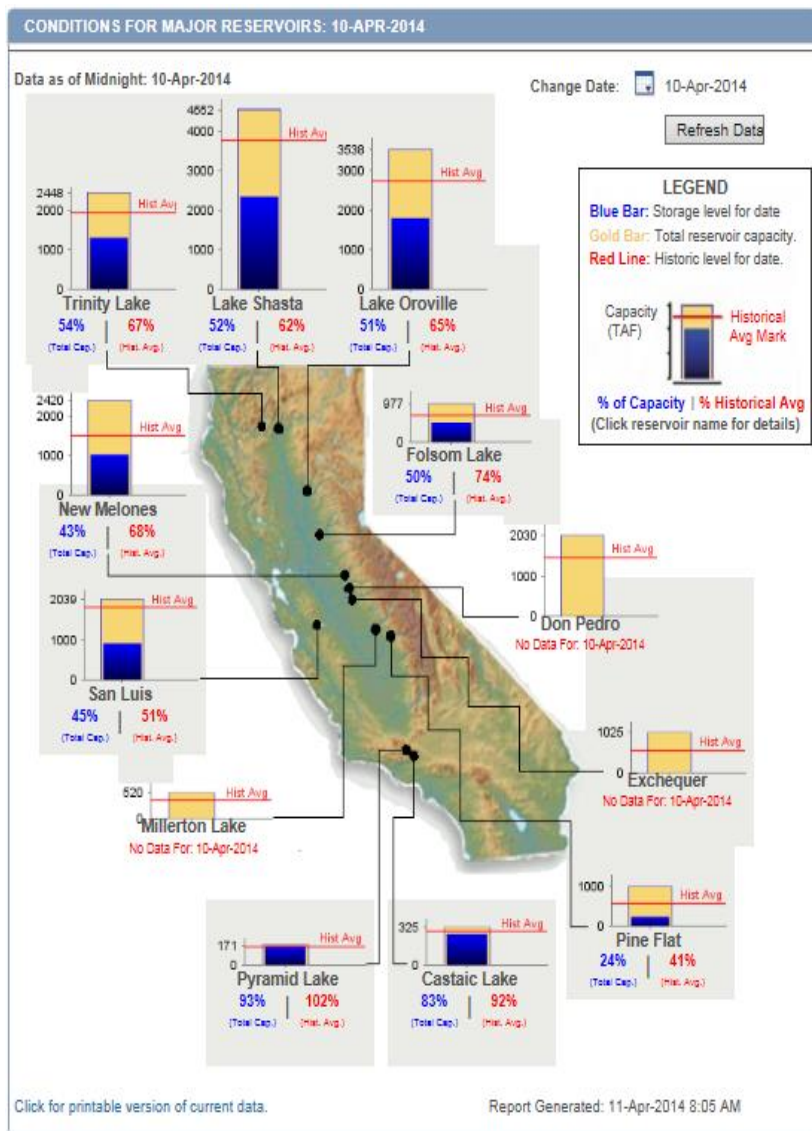 CONDITIONS FOR MAJOR RESERVOIRS: 10-APR-2014
Data as of Midnight: 10-Apr-2014
Change Date: 10-Apr-2014
Refresh Data
LEGEND
Blue Bar: Storage level for date
Gold Bar: Total reservoir capacity.
Red Line: Historic level for date.
Capacity
(TAF)
Historical
Avg Mark
% of Capacity | % Historical Avg
(Click reservoir name for details)
2448
2000
1000
0
Hist Avg
Trinity Lake
54% | 67%
(Total Cap.) (Hist. Avg.)
4552
4000
3000
2000
1000
0
Hist Avg
Lake Shasta
52% | 62%
(Total Cap.) (Hist. Avg.)
3538
3000
2000
1000
0
Hist Avg
Lake Oroville
51% | 65%
(Total Cap.) (Hist. Avg.)
977
0
Hist Avg
Folsom Lake
50% | 74%
(Total Cap.) (Hist. Avg.)
2420
2000
1000
0
Hist Avg
New Melones
43% | 68%
(Total Cap.) (Hist. Avg.)
2030
1000
0
Hist Avg
Don Pedro
No Data For: 10-Apr-2014
2039
1000
0
Hist Avg
San Luis
45% | 51%
(Total Cap.) (Hist. Avg.)
1025
0
Hist Avg
Exchequer
No Data For: 10-Apr-2014
520
0
Hist Avg
Millerton Lake
No Data For: 10-Apr-2014
1000
0
Hist Avg
Pine Flat
24% | 41%
(Total Cap.) (Hist. Avg.)
171
0
Hist Avg
Pyramid Lake
93% | 102%
(Total Cap.) (Hist. Avg.)
325
0
Hist Avg
Castaic Lake
83% | 92%
(Total Cap.) (Hist. Avg.)
Click for printable version of current data.
Report Generated: 11-Apr-2014 8:05 AM